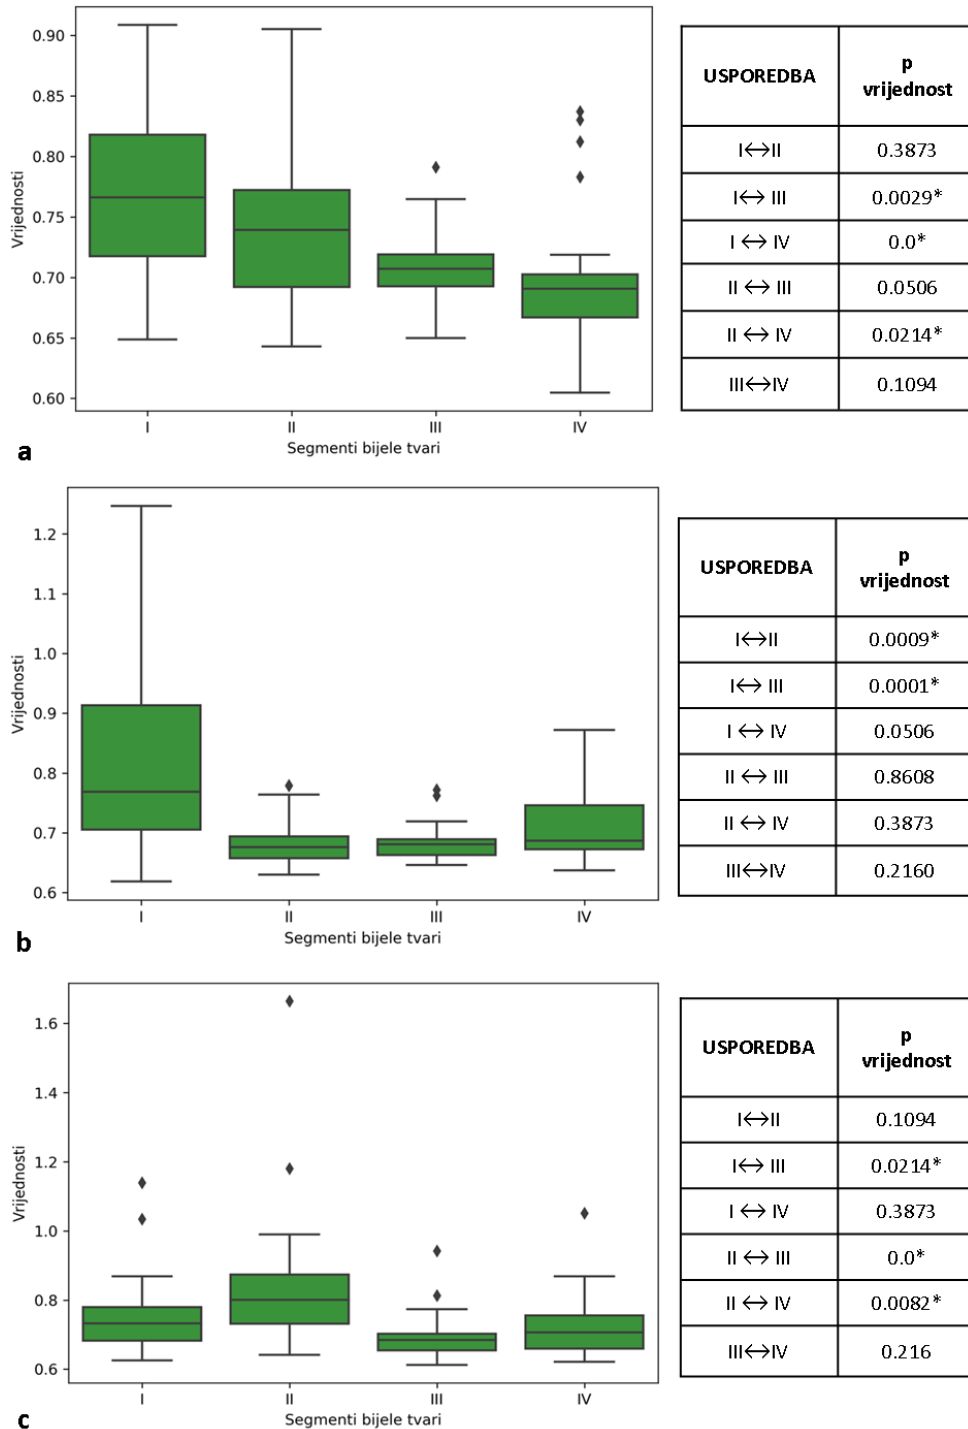 0.90
0.85
0.80
0.75
0.70
0.65
0.60
Vrijednosti
I II III IV
Segmenti bijele tvari
a
USPOREDBA p vrijednost
I↔II 0.3873
I↔ III 0.0029*
I ↔ IV 0.0*
II ↔ III 0.0506
II ↔ IV 0.0214*
III↔IV 0.1094
1.2
1.1
1.0
0.9
0.8
0.7
0.6
Vrijednosti
I II III IV
Segmenti bijele tvari
b
USPOREDBA p vrijednost
I↔II 0.0009*
I↔ III 0.0001*
I ↔ IV 0.0506
II ↔ III 0.8608
II ↔ IV 0.3873
III↔IV 0.2160
1.6
1.4
1.2
1.0
0.8
0.6
Vrijednosti
I II III IV
Segmenti bijele tvari
c
USPOREDBA p vrijednost
I↔II 0.1094
I↔ III 0.0214*
I ↔ IV 0.3873
II ↔ III 0.0*
II ↔ IV 0.0082*
III↔IV 0.216